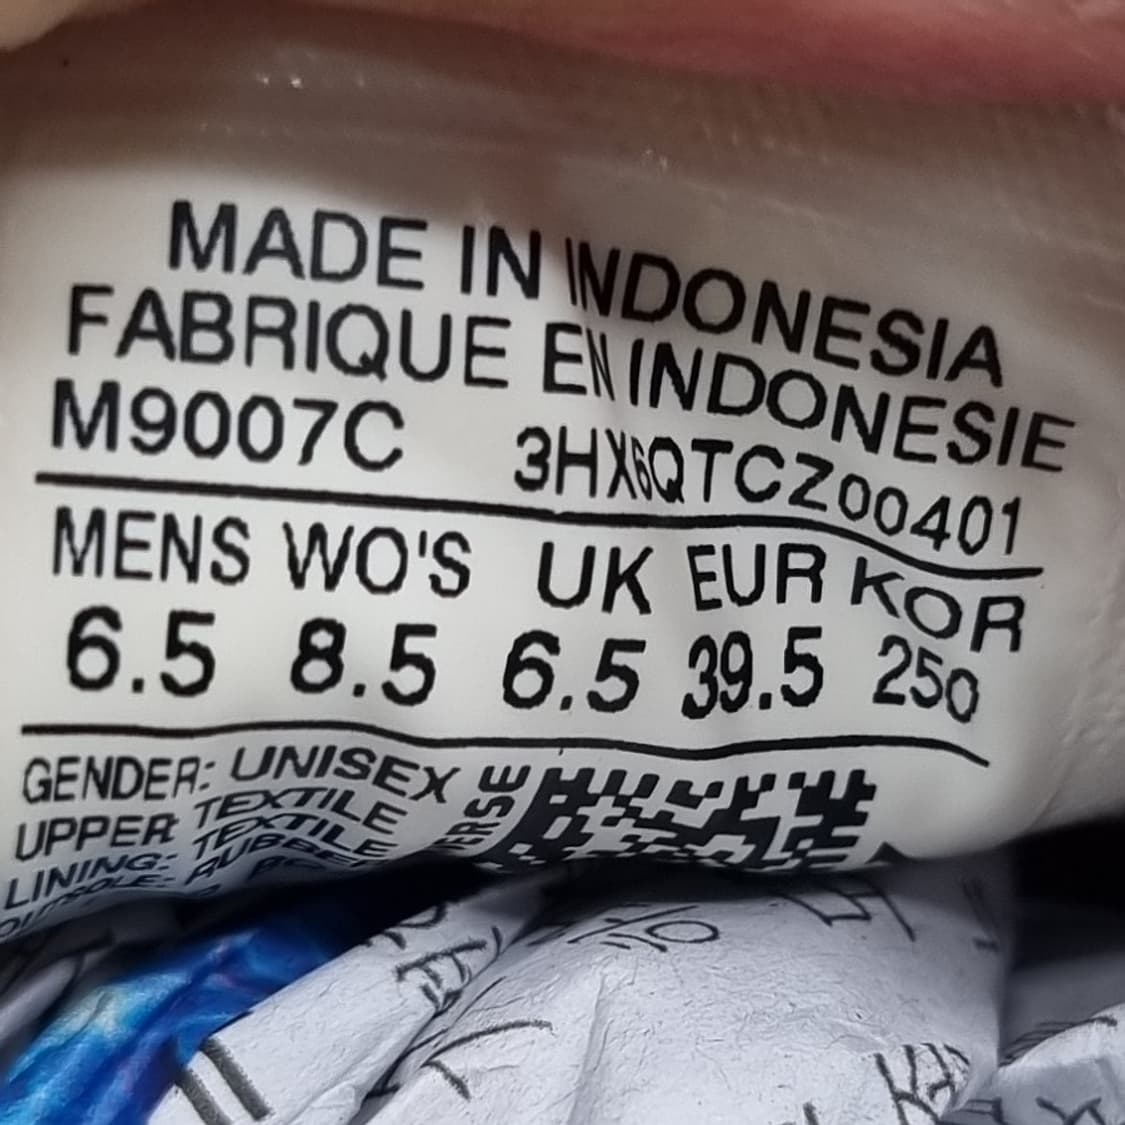 MADE IN INDONESIA
FABRIQUE EN INDONESIE
M9007C 3HX6QTCZ00401
MENS WO'S UK EUR KOR
6.5 8.5 6.5 39.5 250
GENDER: UNISEX
UPPER TEXTILE
LINING: TEXTILE
RUBBER